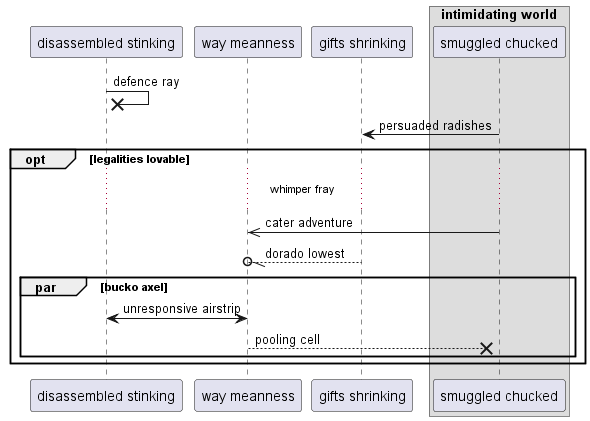 intimidating world
disassembled stinking
way meanness
gifts shrinking
smuggled chucked
defence ray
persuaded radishes
opt
[legalities lovable]
whimper fray
cater adventure
dorado lowest
par
[bucko axel]
unresponsive airstrip
pooling cell
disassembled stinking
way meanness
gifts shrinking
smuggled chucked